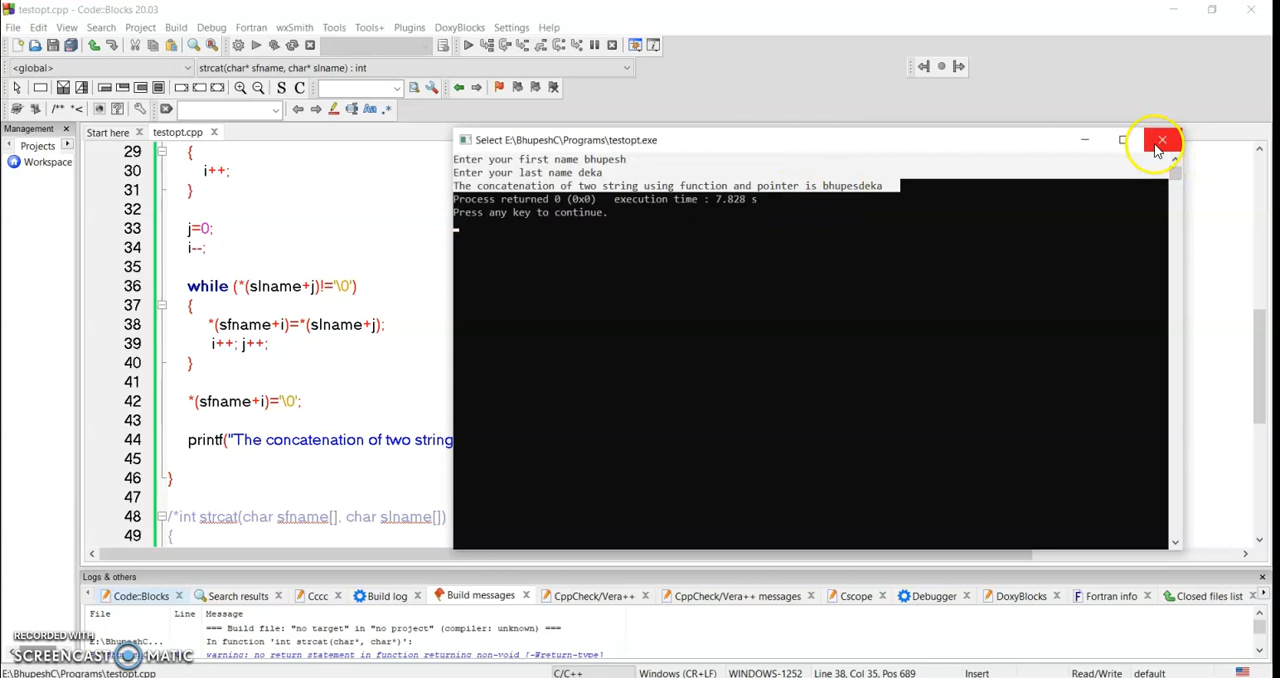 testopt.cpp - Code::Blocks 20.03
File Edit View Search Project Build Debug Fortran wxSmith Tools Tools+ Plugins DoxyBlocks Settings Help
<global> strcat(char* sfname, char* slname) : int
S C
/** *< Aa .*
Management Start here testopt.cpp
Projects
Workspace
Select E:\BhupeshC\Programs\testopt.exe
Enter your first name bhupesh
Enter your last name deka
The concatenation of two string using function and pointer is bhupesdeka
Process returned 0 (0x0) execution time : 7.828 s
Press any key to continue.
29 {
30 i++;
31 }
32
33 j=0;
34 i--;
35
36 while (*(slname+j)!='\0')
37 {
38 *(sfname+i)=*(slname+j);
39 i++; j++;
40 }
41
42 *(sfname+i)='\0';
43
44 printf("The concatenation of two string
45
46 }
47
48 /*int strcat(char sfname[], char slname[])
49 {
Logs & others
Code::Blocks Search results Cccc Build log Build messages CppCheck/Vera++ CppCheck/Vera++ messages Cscope Debugger DoxyBlocks Fortran info Closed files list
File Line Message
=== Build file: "no target" in "no project" (compiler: unknown) ===
E:\BhupeshC... In function 'int strcat(char*, char*)':
warning: no return statement in function returning non-void [-Wreturn-type]
RECORDED WITH
SCREENCAST MATIC
E:\BhupeshC\Programs\testopt.cpp C/C++ Windows (CR+LF) WINDOWS-1252 Line 38, Col 35, Pos 689 Insert Read/Write default